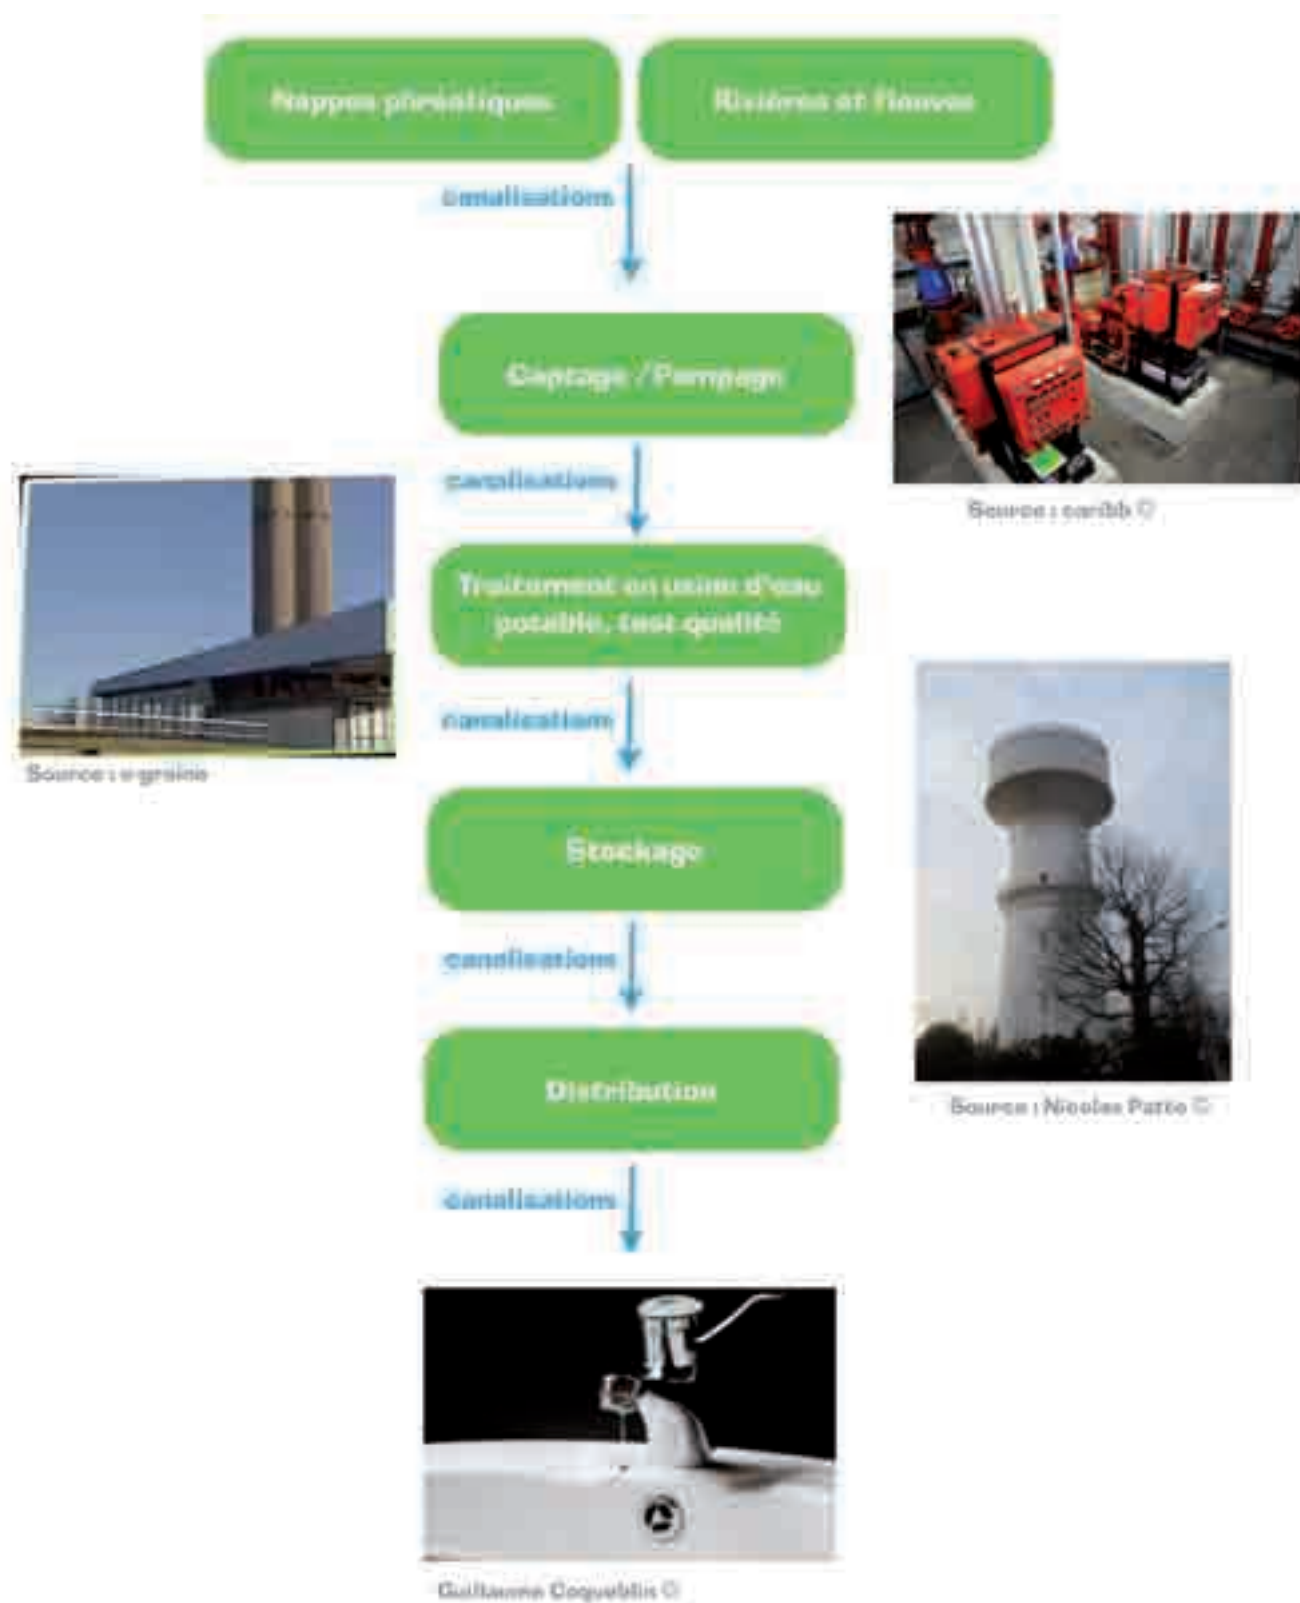 Nappes phréatiques
Rivières et fleuves
canalisations
Captage / Pompage
Source : caribb ©
canalisations
Traitement en usine d'eau
potable, test qualité
canalisations
Source : e-graine
Stockage
canalisations
Distribution
Source : Nicolas Patte ©
canalisations
Guillaume ©